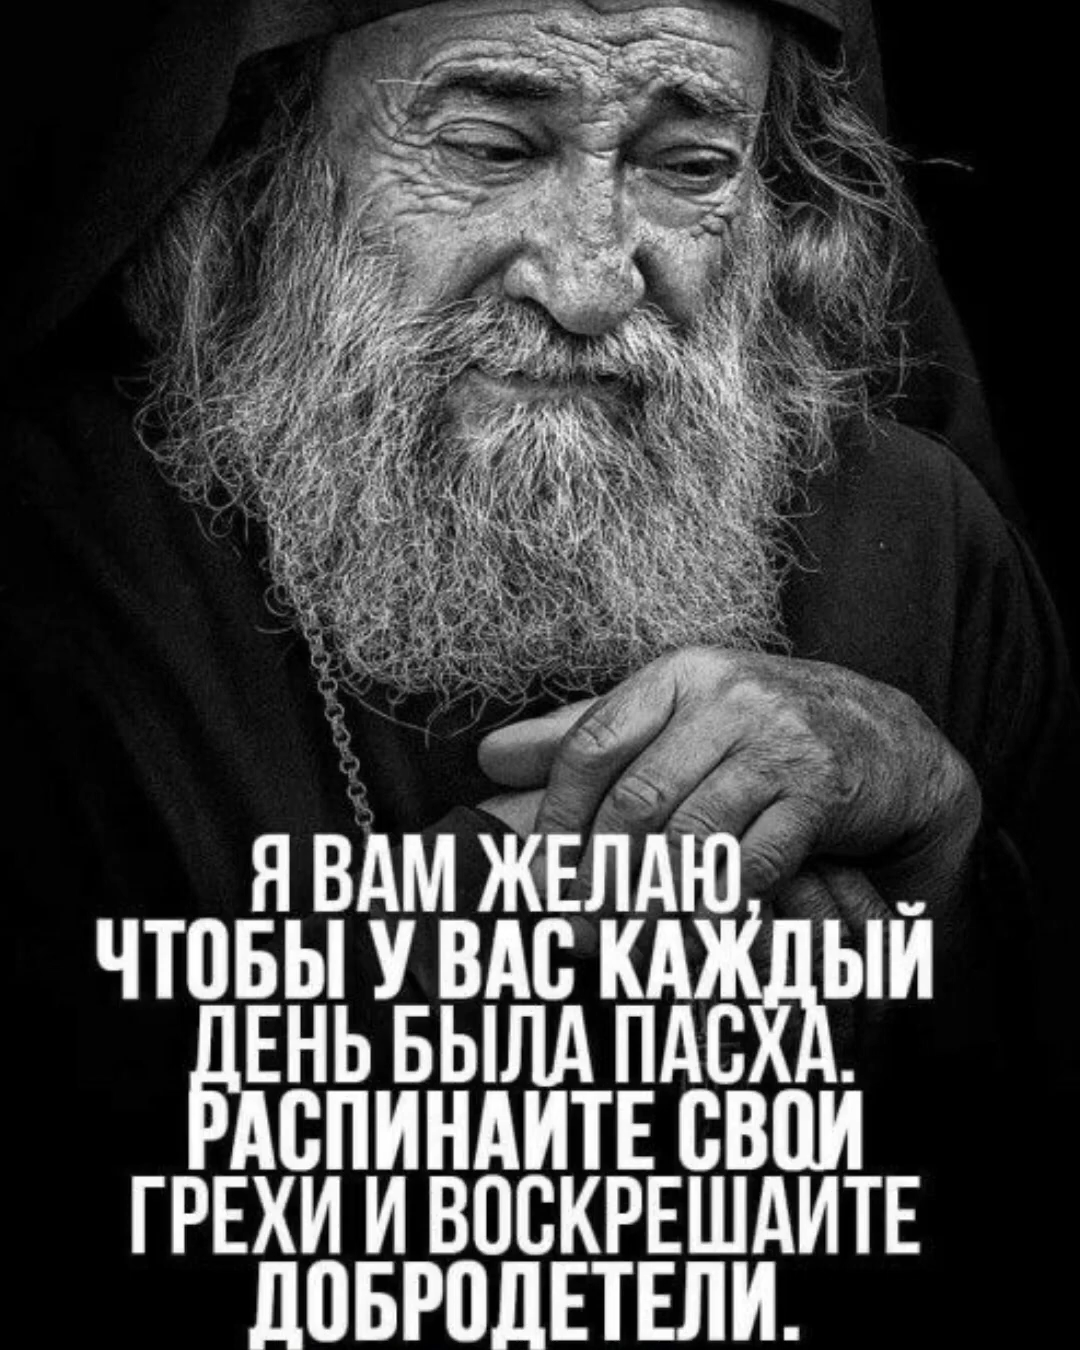 Я ВАМ ЖЕЛАЮ,
ЧТОБЫ У ВАС КАЖДЫЙ
ДЕНЬ БЫЛА ПАСХА.
РАСПИНАЙТЕ СВОИ
ГРЕХИ И ВОСКРЕШАЙТЕ
ДОБРОДЕТЕЛИ.